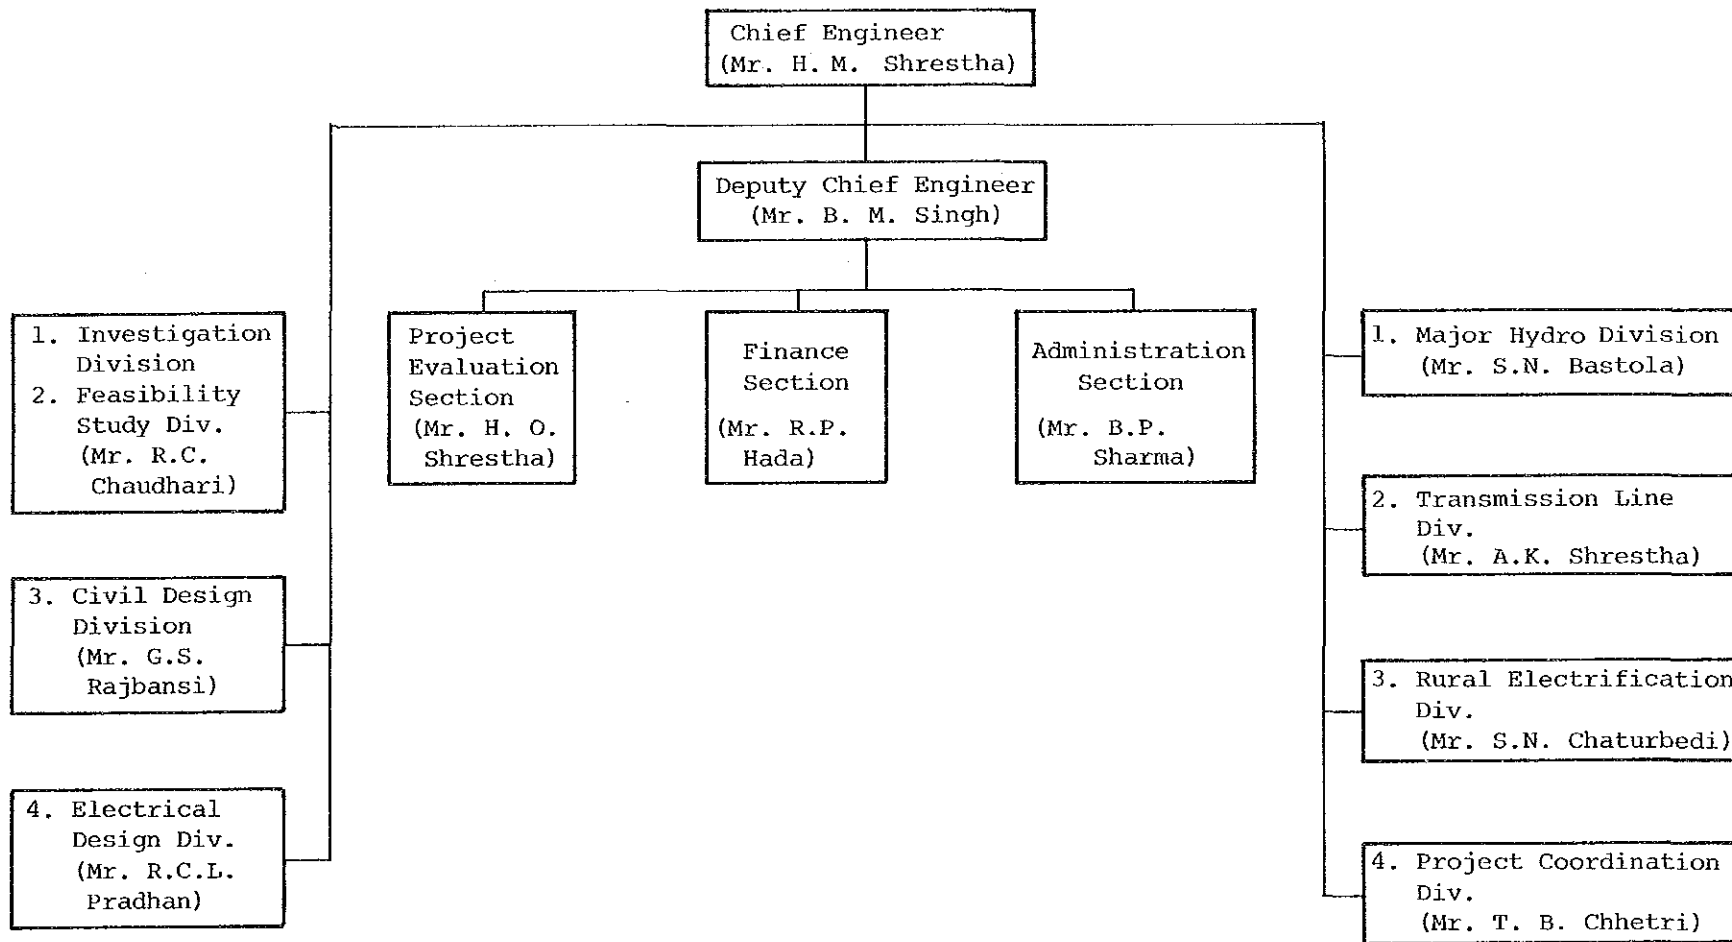 Chief Engineer
(Mr. H. M. Shrestha)
Deputy Chief Engineer
(Mr. B. M. Singh)
1. Investigation
Division
2. Feasibility
Study Div.
(Mr. R.C.
Chaudhari)
3. Civil Design
Division
(Mr. G.S.
Rajbansi)
4. Electrical
Design Div.
(Mr. R.C.L.
Pradhan)
Project
Evaluation
Section
(Mr. H. O.
Shrestha)
Finance
Section
(Mr. R.P.
Hada)
Administration
Section
(Mr. B.P.
Sharma)
1. Major Hydro Division
(Mr. S.N. Bastola)
2. Transmission Line
Div.
(Mr. A.K. Shrestha)
3. Rural Electrification
Div.
(Mr. S.N. Chaturbedi)
4. Project Coordination
Div.
(Mr. T. B. Chhetri)